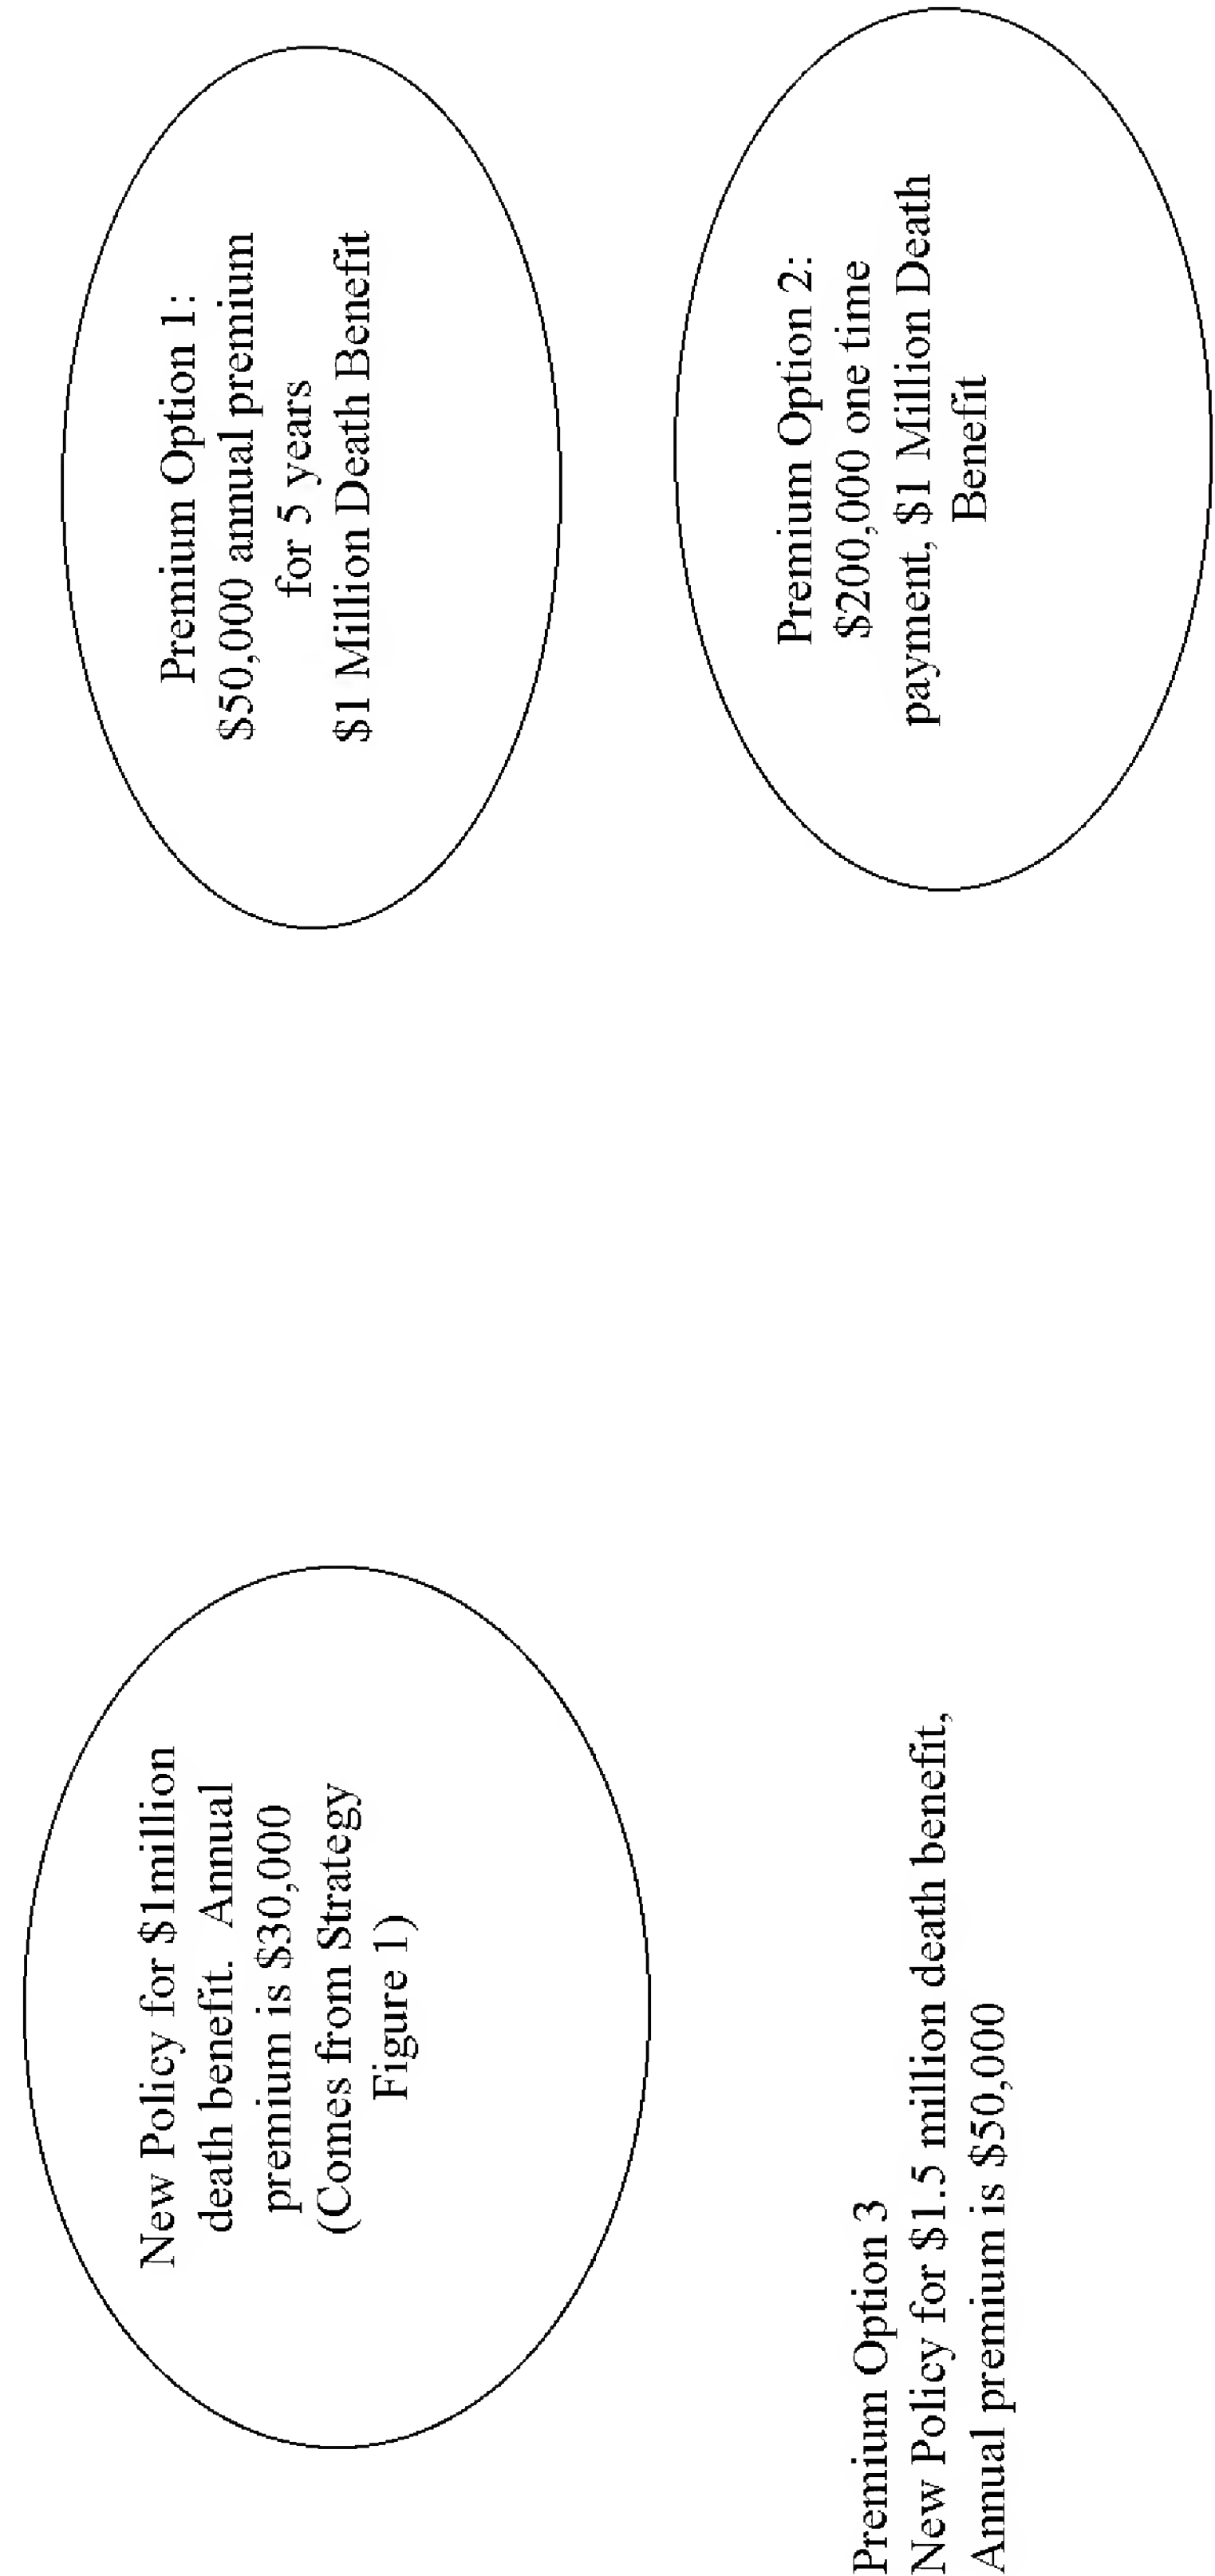 New Policy for $1million
death benefit.  Annual
premium is $30,000
(Comes from Strategy
Figure 1)
Premium Option 1:
$50,000 annual premium
for 5 years
$1 Million Death Benefit
Premium Option 3
New Policy for $1.5 million death benefit,
Annual premium is $50,000
Premium Option 2:
$200,000 one time
payment, $1 Million Death
Benefit